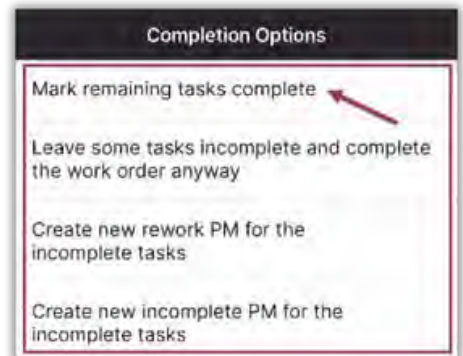 Completion Options
Mark remaining tasks complete
Leave some tasks incomplete and complete
the work order anyway
Create new rework PM for the
incomplete tasks
Create new incomplete PM for the
incomplete tasks